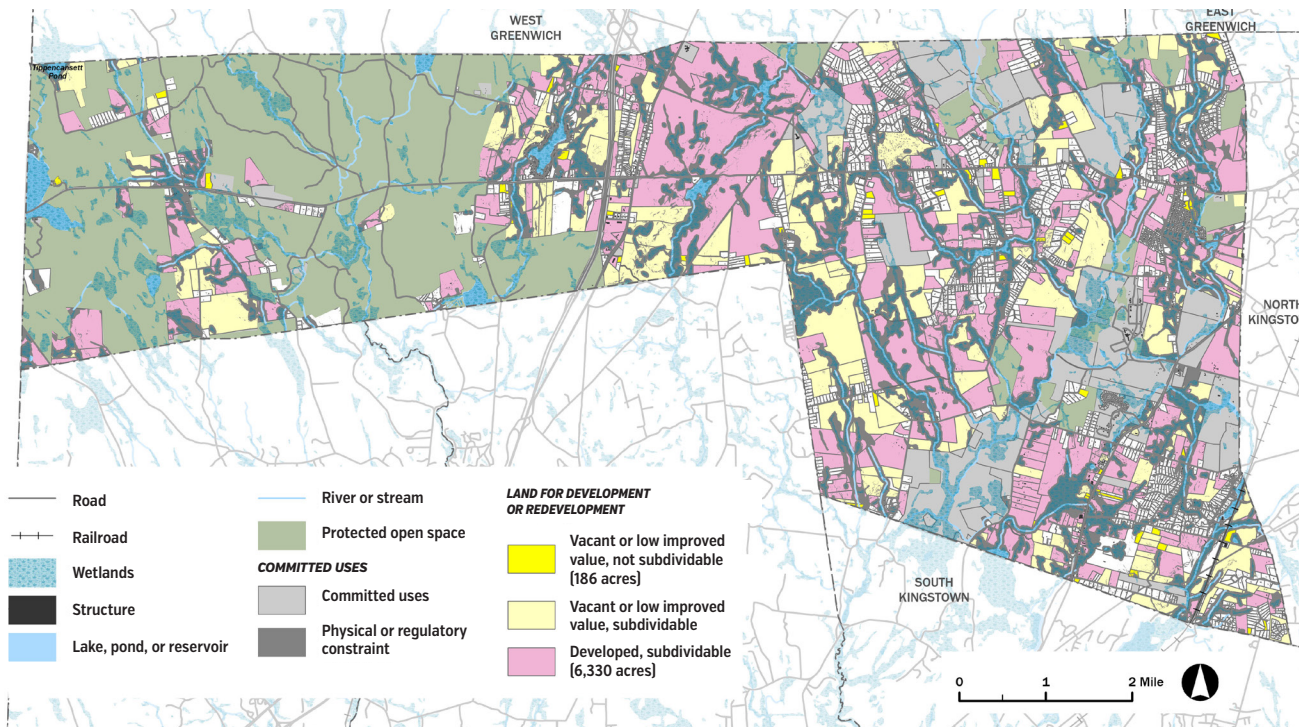 WEST
GREENWICH
EAST
GREENWICH
Tippencansett
Pond
NORTH
KINGSTO
SOUTH
KINGSTOWN
Road
Railroad
Wetlands
Structure
Lake, pond, or reservoir
River or stream
Protected open space
COMMITTED USES
Committed uses
Physical or regulatory
constraint
LAND FOR DEVELOPMENT
OR REDEVELOPMENT
Vacant or low improved
value, not subdividable
(186 acres)
Vacant or low improved
value, subdividable
Developed, subdividable
(6,330 acres)
0 1 2 Mile